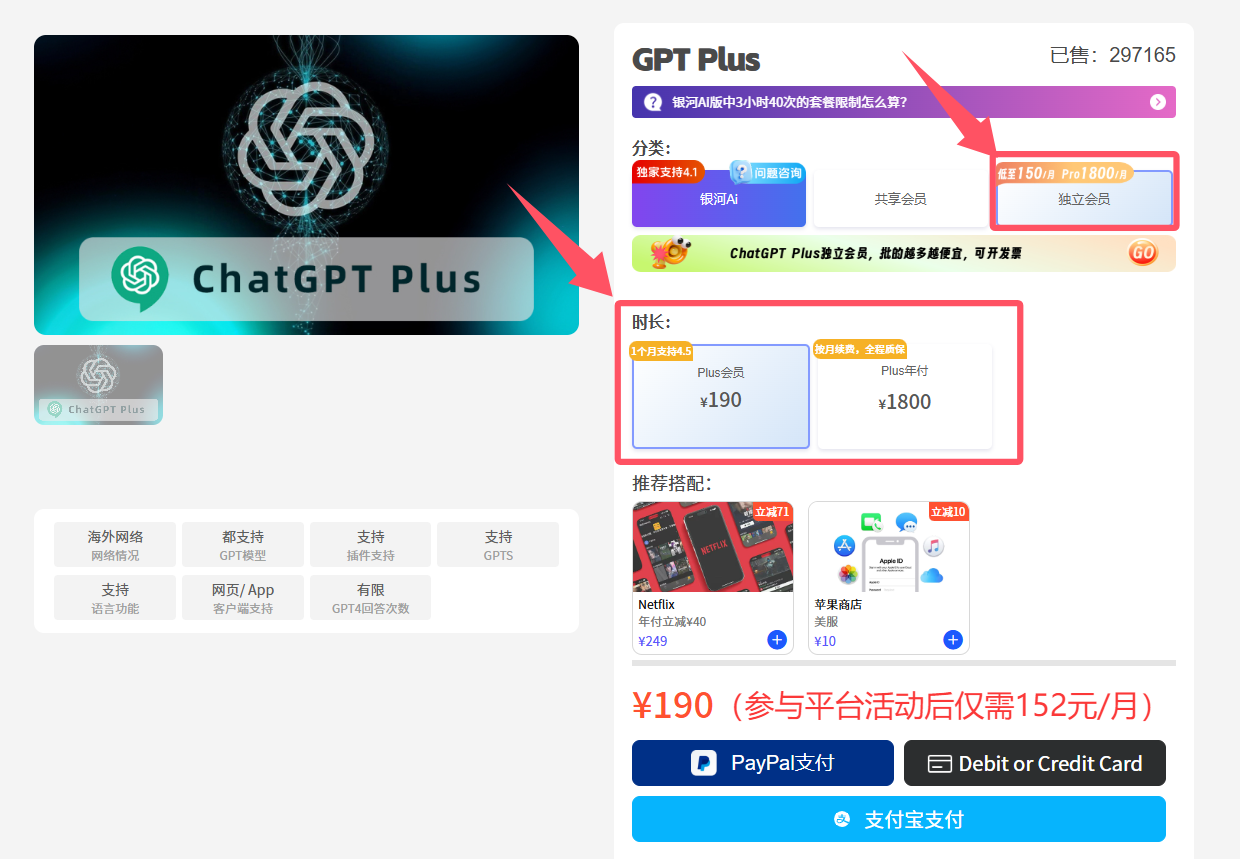 ChatGPT Plus
ChatGPT Plus
海外网络
网络情况
都支持
GPT模型
支持
插件支持
支持
GPTS
支持
语言功能
网页/ App
客户端支持
有限
GPT4回答次数
GPT Plus
已售：297165
? 银河AI版中3小时40次的套餐限制怎么算？
分类：
独家支持4.1
问题咨询
银河Ai
共享会员
低至150/月 Pro1800/月
独立会员
ChatGPT Plus独立会员，批的越多越便宜，可开发票
GO
时长：
1个月支持4.5
Plus会员
¥190
按月续费，全程质保
Plus年付
¥1800
推荐搭配：
立减71
NETFLIX
Netflix
年付立减¥40
¥249
立减10
Apple ID
苹果商店
美服
¥10
¥190（参与平台活动后仅需152元/月）
PayPal支付
Debit or Credit Card
支付宝支付